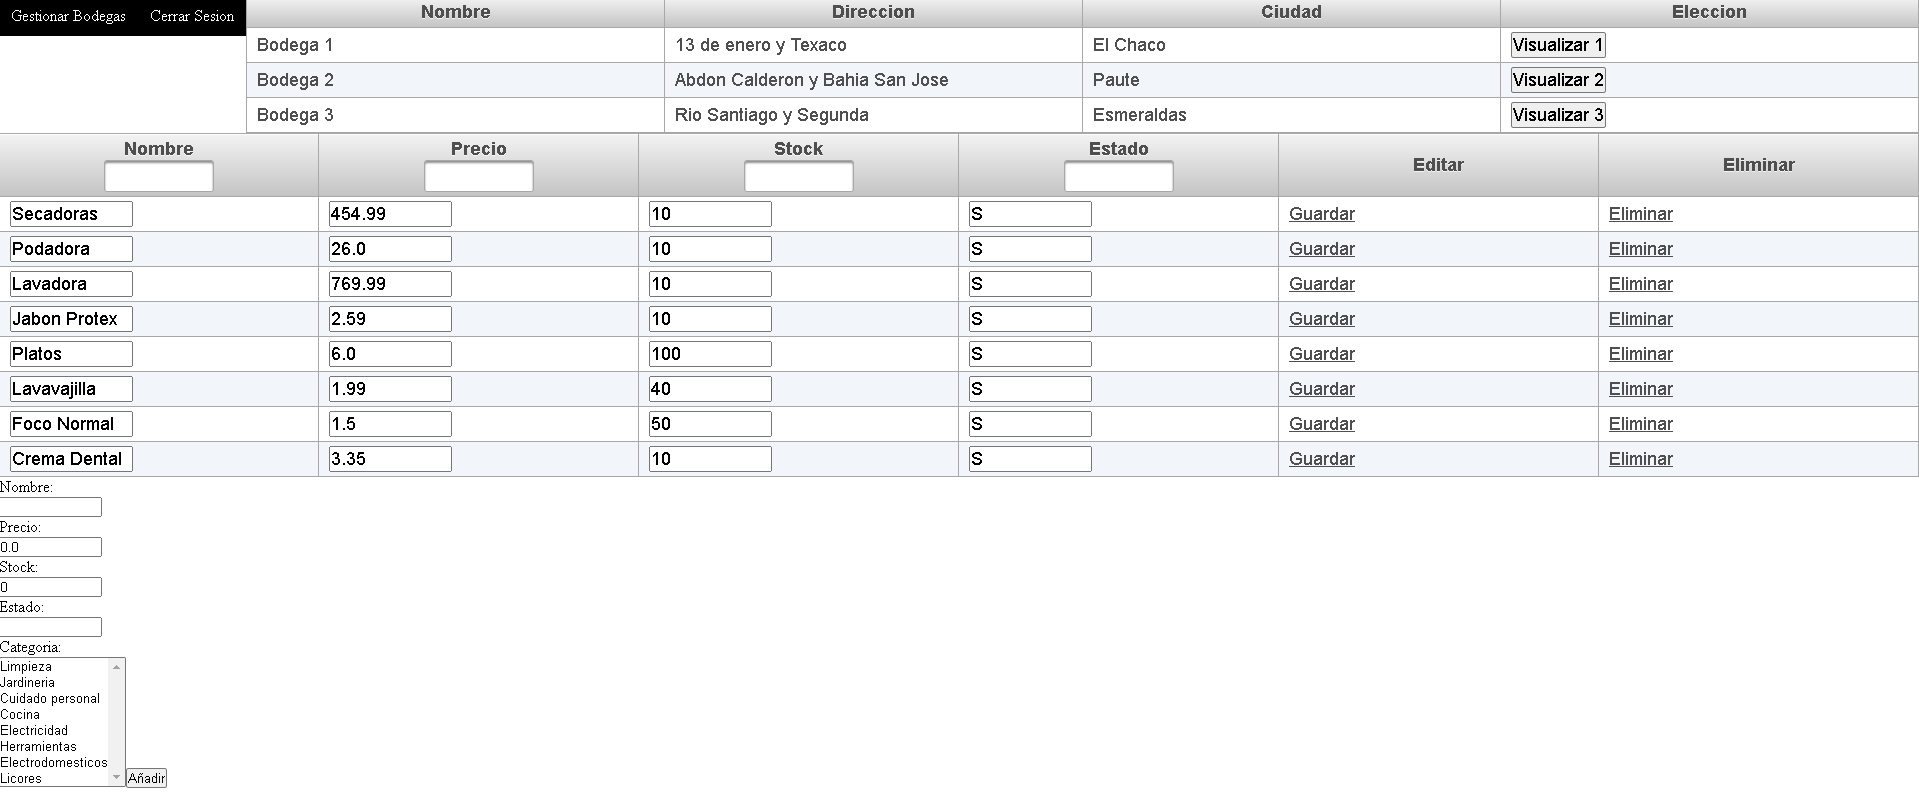 Gestionar Bodegas Cerrar Sesion
Nombre Direccion Ciudad Eleccion
Bodega 1 13 de enero y Texaco El Chaco Visualizar 1
Bodega 2 Abdon Calderon y Bahia San Jose Paute Visualizar 2
Bodega 3 Rio Santiago y Segunda Esmeraldas Visualizar 3
Nombre Precio Stock Estado Editar Eliminar
Secadoras 454.99 10 S Guardar Eliminar
Podadora 26.0 10 S Guardar Eliminar
Lavadora 769.99 10 S Guardar Eliminar
Jabon Protex 2.59 10 S Guardar Eliminar
Platos 6.0 100 S Guardar Eliminar
Lavavajilla 1.99 40 S Guardar Eliminar
Foco Normal 1.5 50 S Guardar Eliminar
Crema Dental 3.35 10 S Guardar Eliminar
Nombre:
Precio:
0.0
Stock:
0
Estado:
Categoria:
Limpieza
Jardineria
Cuidado personal
Cocina
Electricidad
Herramientas
Electrodomesticos
Licores Añadir